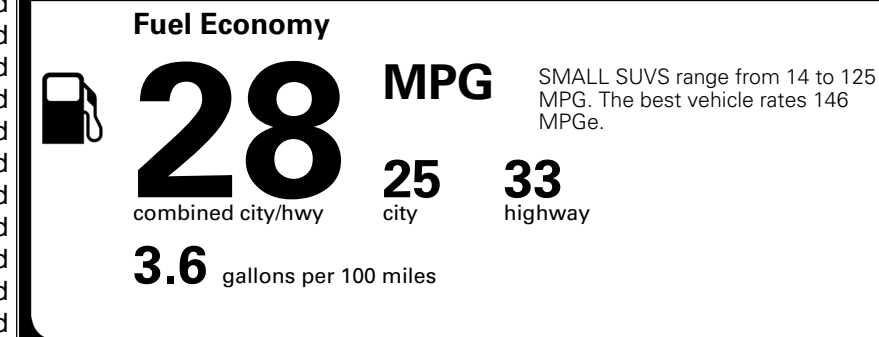 Fuel Economy
28
MPG
SMALL SUVS range from 14 to 125
MPG. The best vehicle rates 146
MPGe.
25 33
combined city/hwy city highway
3.6 gallons per 100 miles
d
d
d
d
d
d
d
d
d
d
d